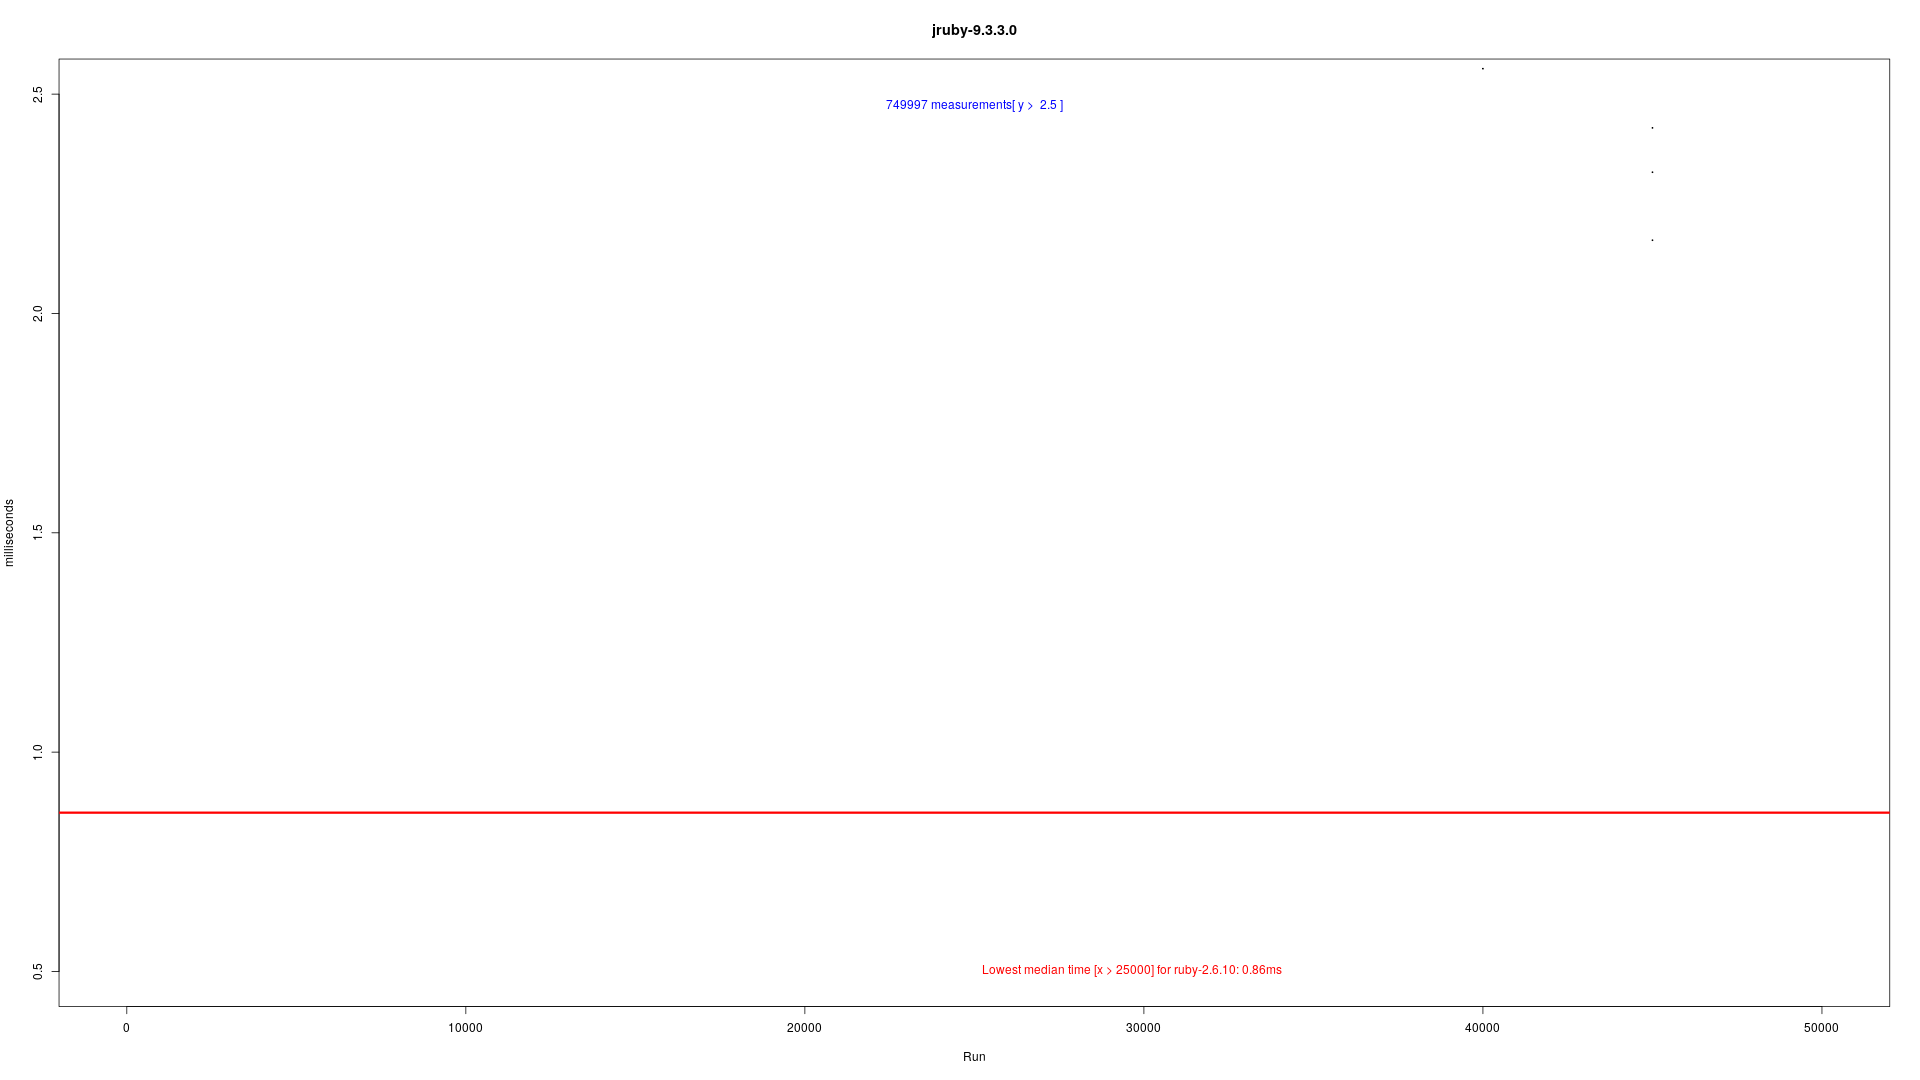 jruby-9.3.3.0
749997 measurements[ y >  2.5 ]
2.5
2.0
1.5
1.0
0.5
milliseconds
Lowest median time [x > 25000] for ruby-2.6.10: 0.86ms
0 10000 20000 30000 40000 50000
Run